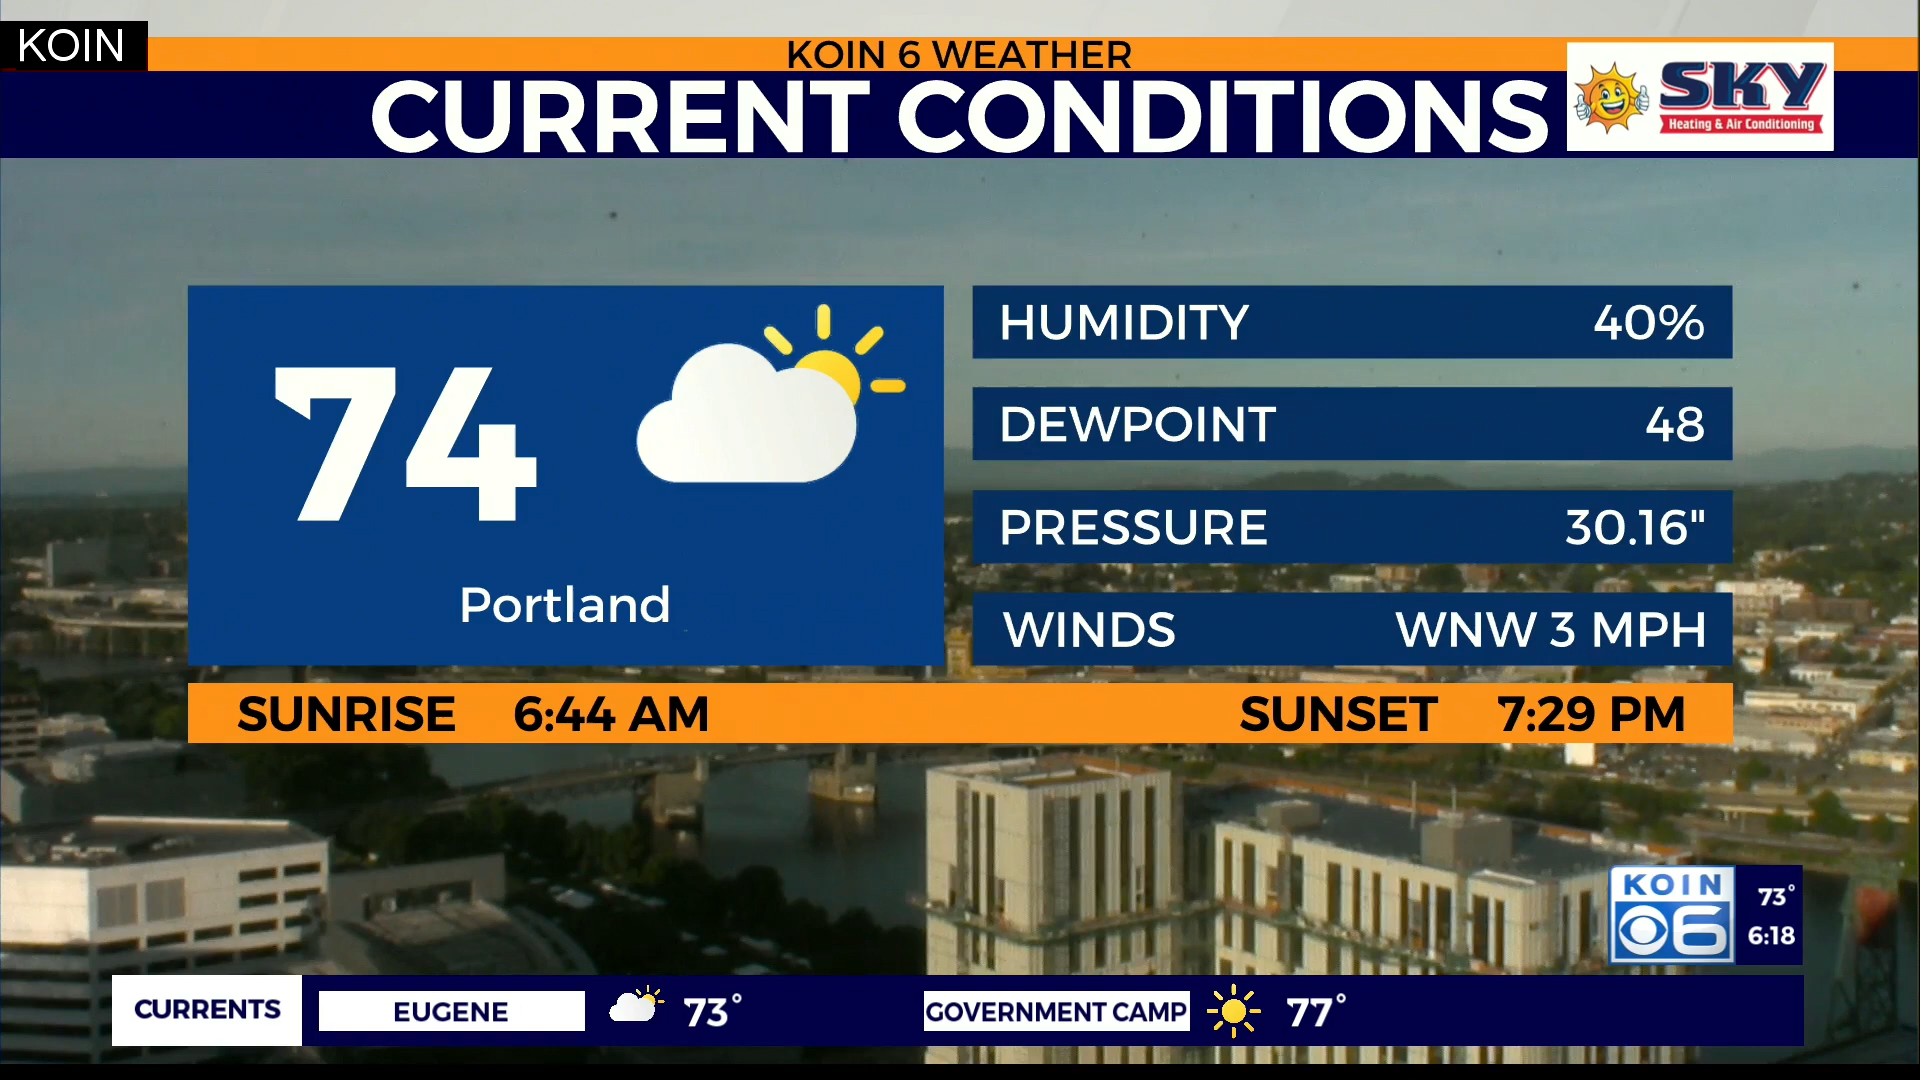 KOIN
KOIN 6 WEATHER
CURRENT CONDITIONS
SKY
Heating & Air Conditioning
74
Portland
HUMIDITY 40%
DEWPOINT 48
PRESSURE 30.16"
WINDS WNW 3 MPH
SUNRISE 6:44 AM SUNSET 7:29 PM
KOIN
6
73°
6:18
CURRENTS EUGENE 73° GOVERNMENT CAMP 77°